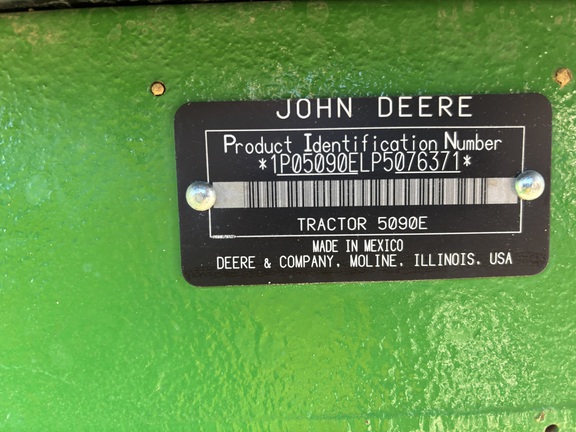 JOHN DEERE
Product Identification Number
*1P05090ELP5076371*
TRACTOR 5090E
MADE IN MEXICO
DEERE & COMPANY, MOLINE, ILLINOIS, USA